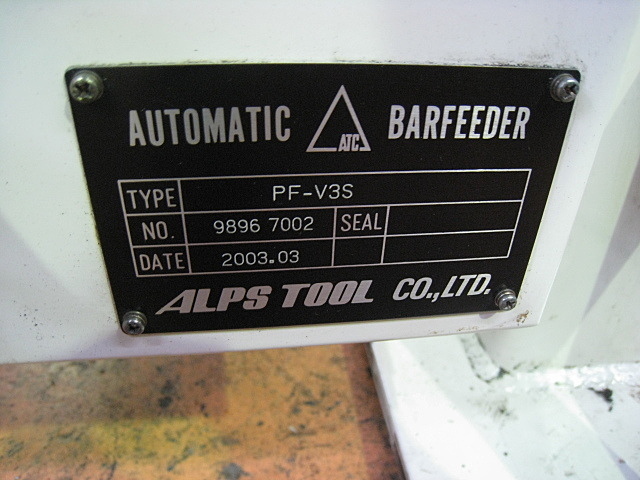 AUTOMATIC ATC BARFEEDER
TYPE PF-V3S
NO. 9896 7002 SEAL
DATE 2003.03
ALPS TOOL CO.,LTD.